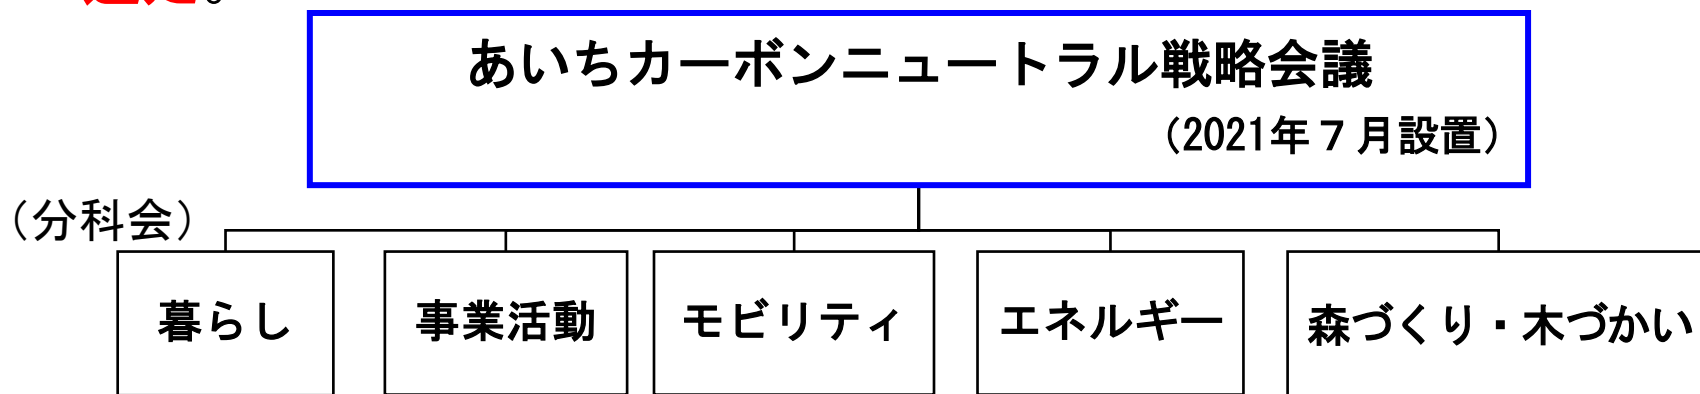 あいちカーボンニュートラル戦略会議
（2021年７月設置）
（分科会）
暮らし
事業活動
モビリティ
エネルギー
森づくり・木づかい